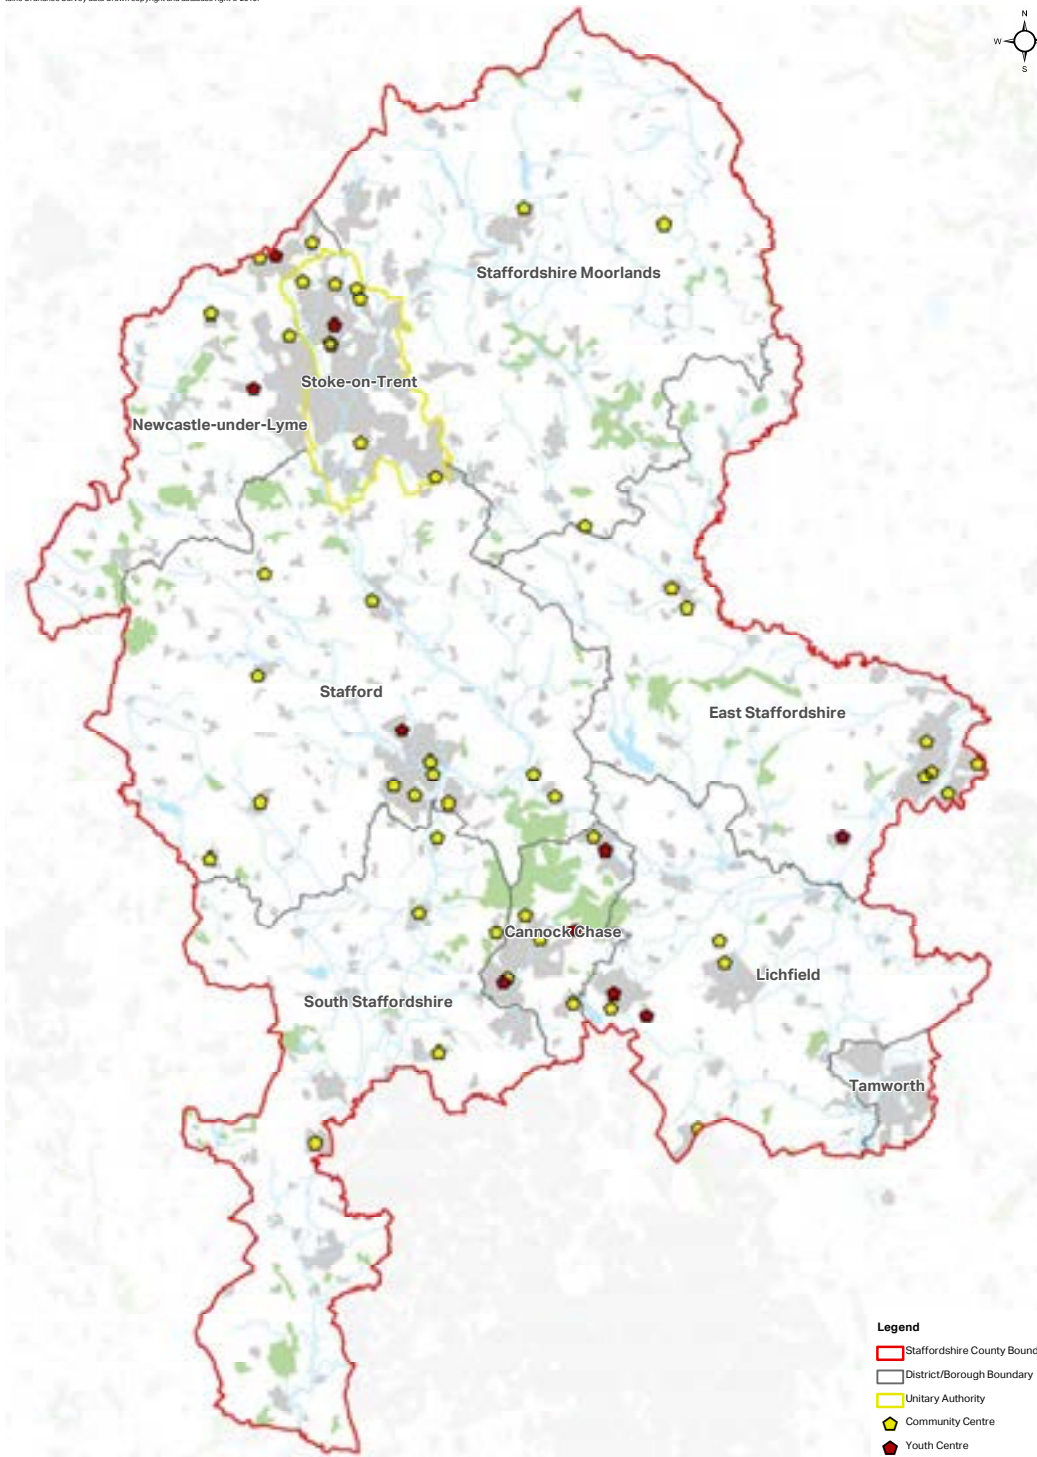 N
W
S
Staffordshire Moorlands
Stoke-on-Trent
Newcastle-under-Lyme
Stafford
East Staffordshire
Cannock Chase
Lichfield
South Staffordshire
Tamworth
Legend
Staffordshire County Bound
District/Borough Boundary
Unitary Authority
Community Centre
Youth Centre